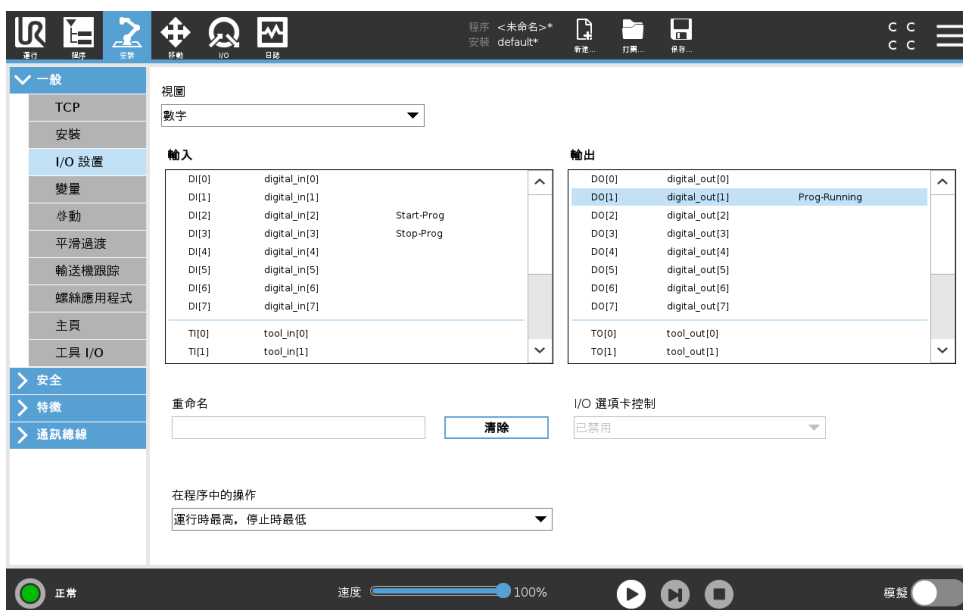 程序 <未命名>*
安裝 default*
C C
C C
運行 程序 安裝 移動 I/O 日誌 新建... 打開... 保存...
一般
TCP
安裝
I/O 設置
變量
啓動
平滑過渡
輸送機跟踪
螺絲應用程式
主頁
工具 I/O
安全
特徵
通訊總線
視圖
數字
輸入
DI[0] digital_in[0]
DI[1] digital_in[1]
DI[2] digital_in[2] Start-Prog
DI[3] digital_in[3] Stop-Prog
DI[4] digital_in[4]
DI[5] digital_in[5]
DI[6] digital_in[6]
DI[7] digital_in[7]
TI[0] tool_in[0]
TI[1] tool_in[1]
輸出
DO[0] digital_out[0]
DO[1] digital_out[1] Prog-Running
DO[2] digital_out[2]
DO[3] digital_out[3]
DO[4] digital_out[4]
DO[5] digital_out[5]
DO[6] digital_out[6]
DO[7] digital_out[7]
TO[0] tool_out[0]
TO[1] tool_out[1]
重命名
清除
I/O 選項卡控制
已禁用
在程序中的操作
運行時最高，停止時最低
正常
速度 100%
模擬